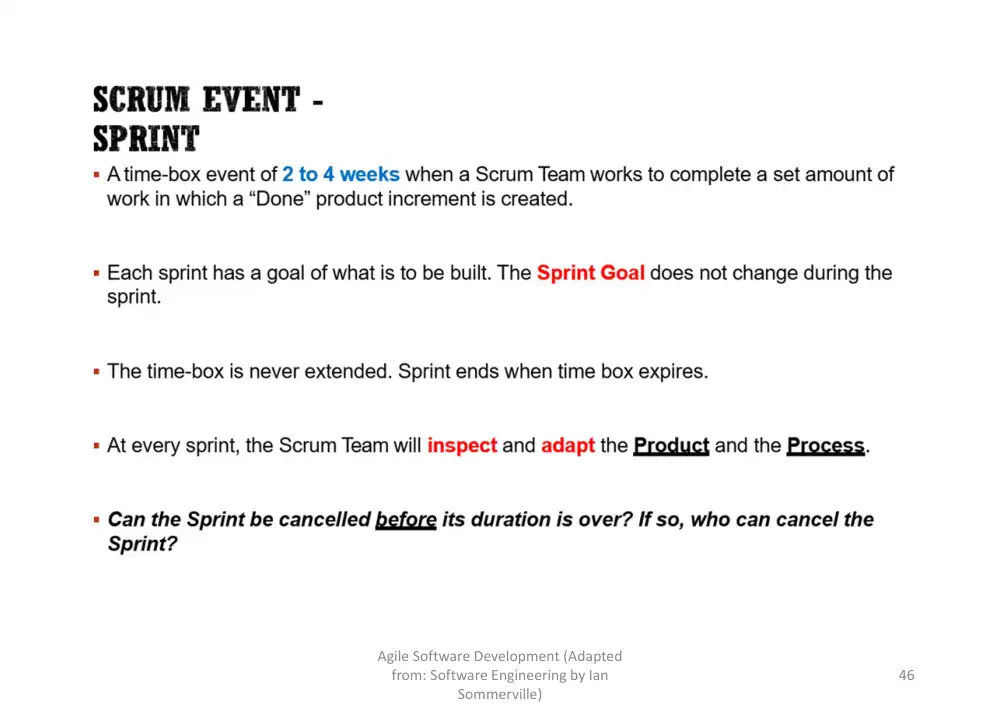 SCRUM EVENT -
SPRINT
▪ A time-box event of 2 to 4 weeks when a Scrum Team works to complete a set amount of
work in which a “Done” product increment is created.
▪ Each sprint has a goal of what is to be built. The Sprint Goal does not change during the
sprint.
▪ The time-box is never extended. Sprint ends when time box expires.
▪ At every sprint, the Scrum Team will inspect and adapt the Product and the Process.
▪ Can the Sprint be cancelled before its duration is over? If so, who can cancel the
Sprint?
Agile Software Development (Adapted
from: Software Engineering by Ian
Sommerville)
46